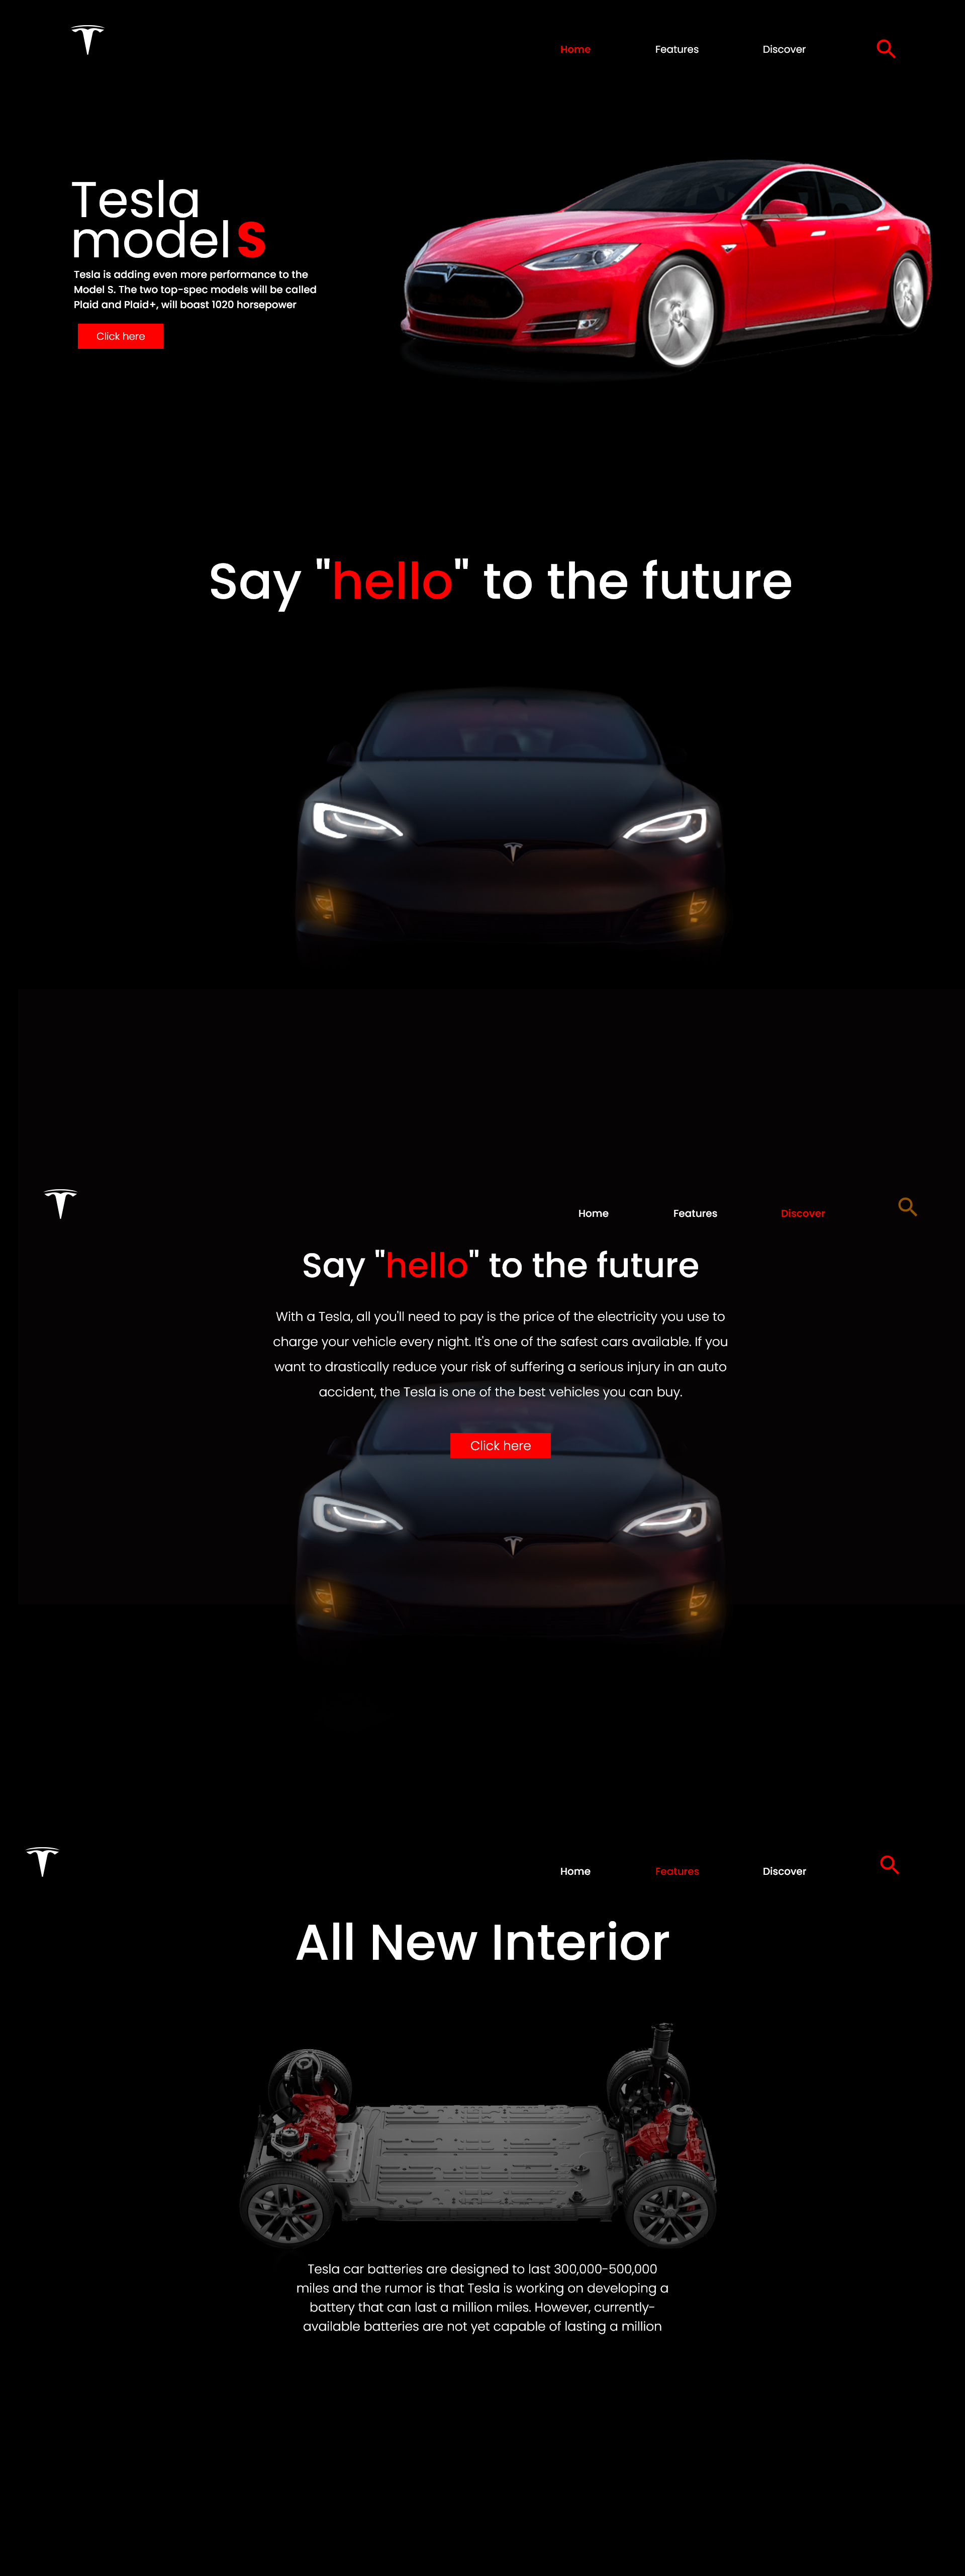 Home Features Discover
Tesla
model S
Tesla is adding even more performance to the
Model S. The two top-spec models will be called
Plaid and Plaid+, will boast 1020 horsepower
Click here
Say "hello" to the future
Home Features Discover
Say "hello" to the future
With a Tesla, all you'll need to pay is the price of the electricity you use to
charge your vehicle every night. It's one of the safest cars available. If you
want to drastically reduce your risk of suffering a serious injury in an auto
accident, the Tesla is one of the best vehicles you can buy.
Click here
Home Features Discover
All New Interior
Tesla car batteries are designed to last 300,000-500,000
miles and the rumor is that Tesla is working on developing a
battery that can last a million miles. However, currently-
available batteries are not yet capable of lasting a million